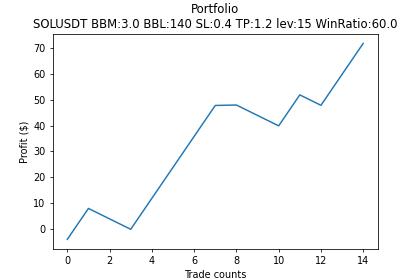 Portfolio
SOLUSDT BBM:3.0 BBL:140 SL:0.4 TP:1.2 lev:15 WinRatio:60.0
70
60
50
40
30
20
10
0
Profit ($)
0 2 4 6 8 10 12 14
Trade counts